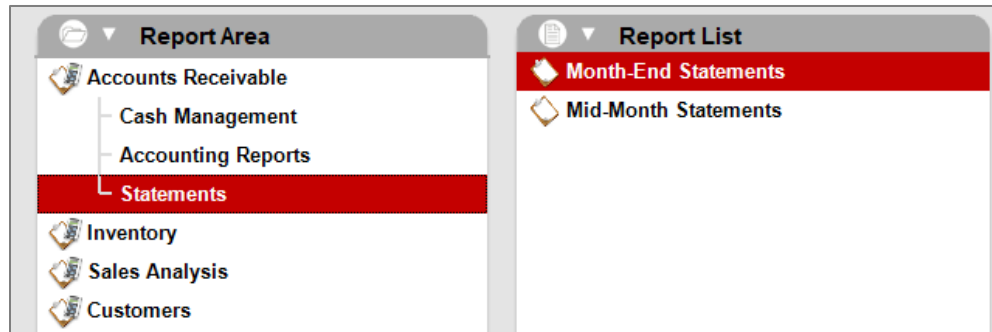 Report Area
Accounts Receivable
Cash Management
Accounting Reports
Statements
Inventory
Sales Analysis
Customers
Report List
Month-End Statements
Mid-Month Statements